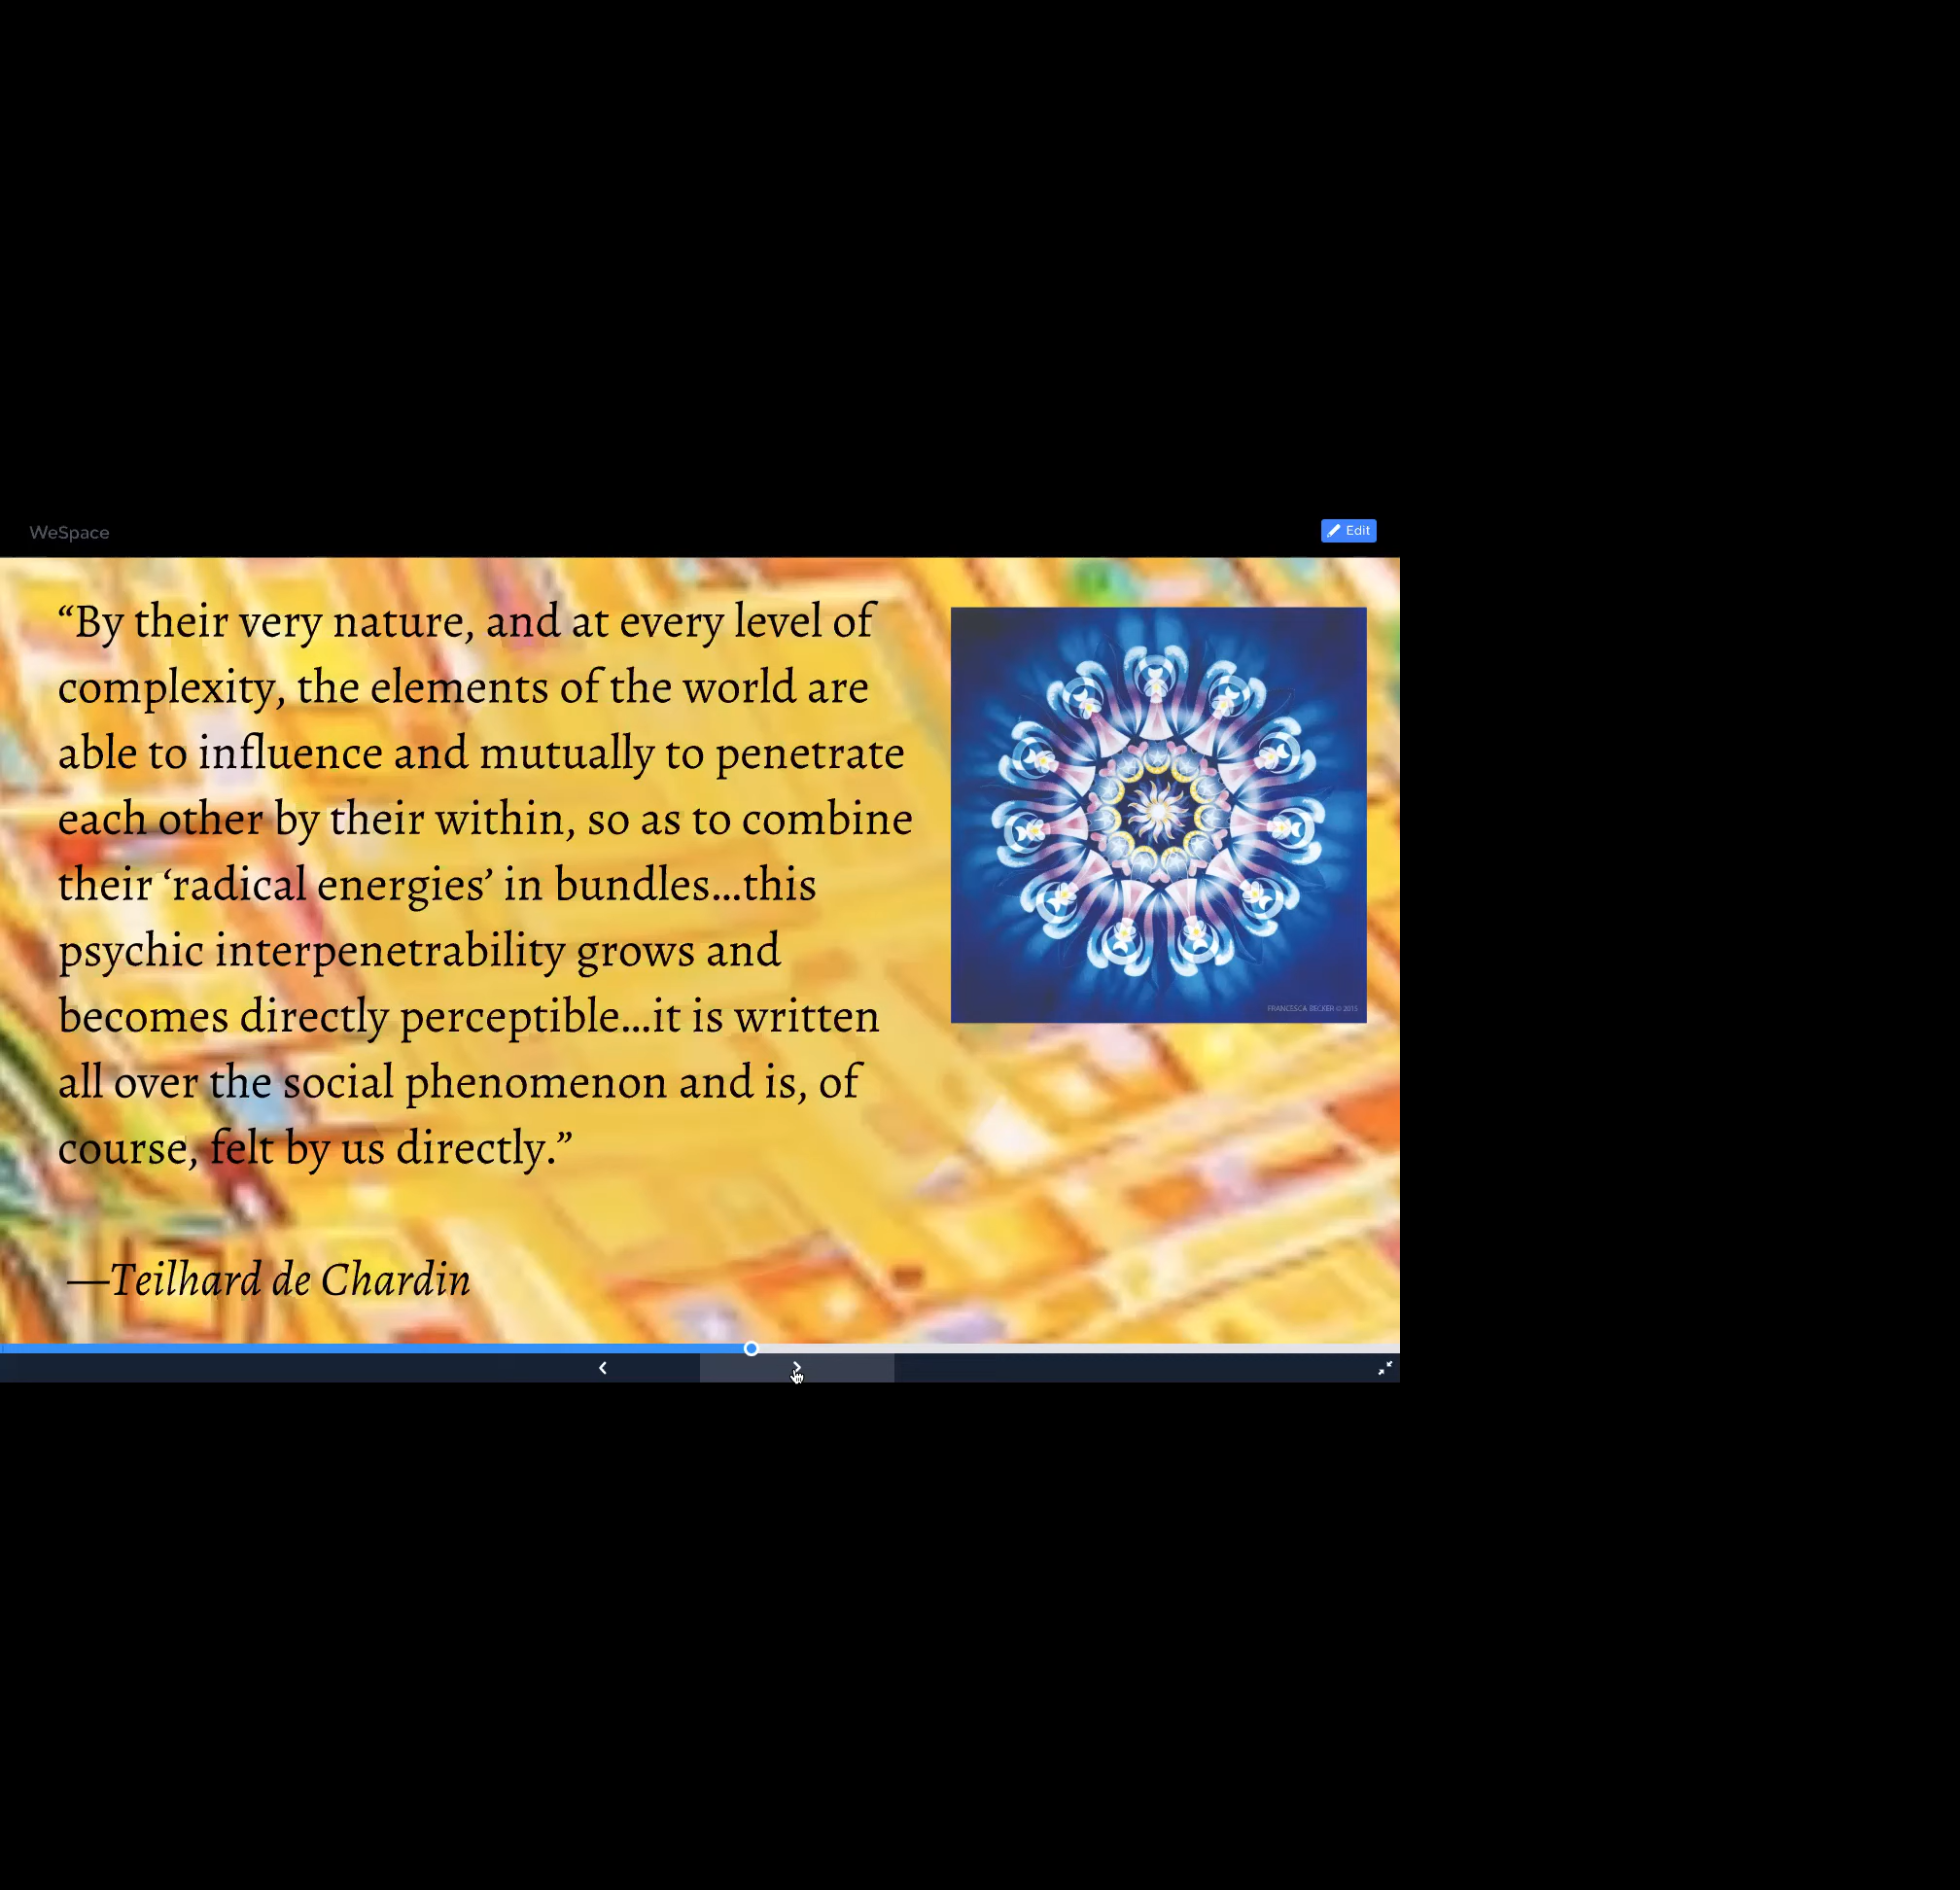 WeSpace
Edit
“By their very nature, and at every level of
complexity, the elements of the world are
able to influence and mutually to penetrate
each other by their within, so as to combine
their ‘radical energies’ in bundles...this
psychic interpenetrability grows and
becomes directly perceptible...it is written
all over the social phenomenon and is, of
course, felt by us directly.”
—Teilhard de Chardin
FRANCESCA BECKER © 2015